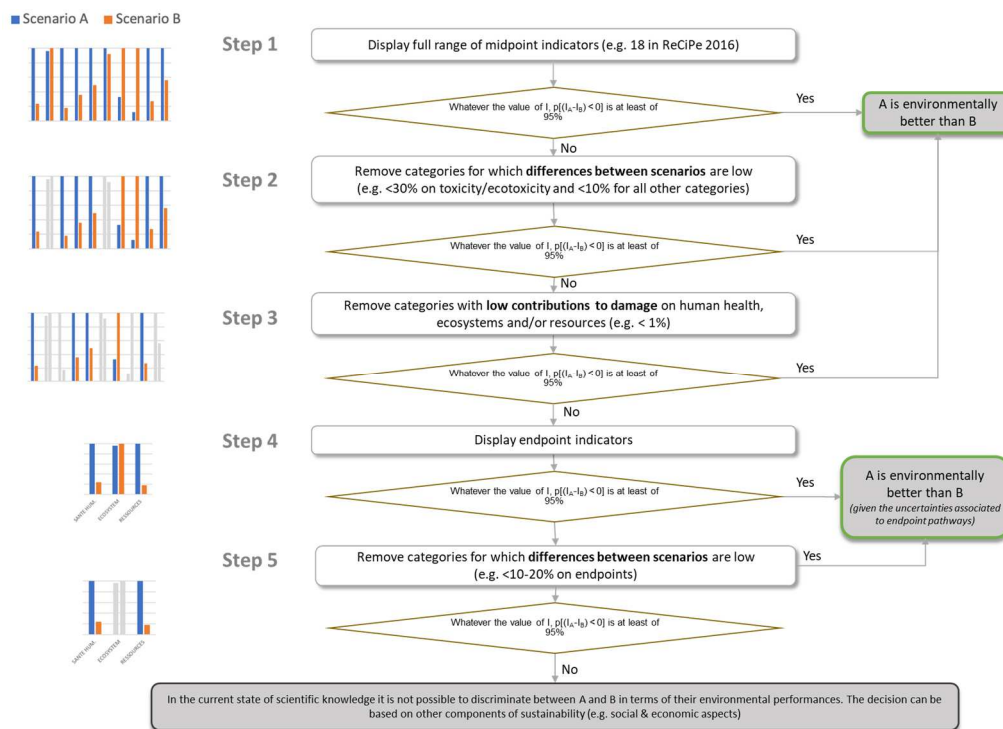 Scenario A
Scenario B
Step 1
Display full range of midpoint indicators (e.g. 18 in ReCiPe 2016)
Whatever the value of I, p[(IA-IB) < 0] is at least of
95%
Yes
A is environmentally
better than B
No
Step 2
Remove categories for which differences between scenarios are low
(e.g. <30% on toxicity/ecotoxicity and <10% for all other categories)
Whatever the value of I, p[(IA-IB) < 0] is at least of
95%
Yes
No
Step 3
Remove categories with low contributions to damage on human health,
ecosystems and/or resources (e.g. < 1%)
Whatever the value of I, p[(IA-IB) < 0] is at least of
95%
Yes
No
Step 4
Display endpoint indicators
Whatever the value of I, p[(IA-IB) < 0] is at least of
95%
Yes
A is environmentally
better than B
(given the uncertainties associated
to endpoint pathways)
SANTE HUM.
ECOSYSTEM
RESSOURCES
Step 5
Remove categories for which differences between scenarios are low
(e.g. <10-20% on endpoints)
Yes
Whatever the value of I, p[(IA-IB) < 0] is at least of
95%
SANTE HUM.
ECOSYSTEM
RESSOURCES
No
In the current state of scientific knowledge it is not possible to discriminate between A and B in terms of their environmental performances. The decision can be
based on other components of sustainability (e.g. social & economic aspects)